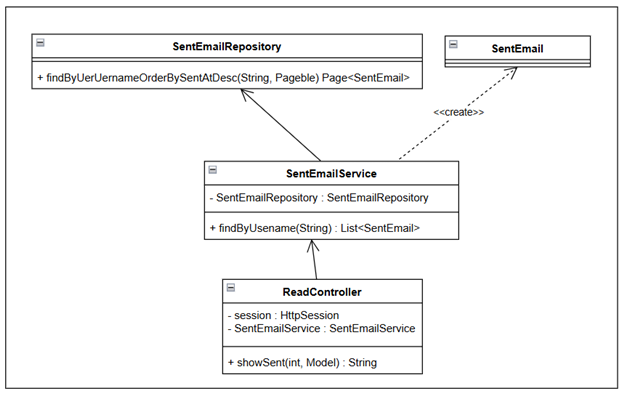 SentEmailRepository
+ findByUerUernameOrderBySentAtDesc(String, Pageble) Page<SentEmail>
SentEmail
<<create>>
SentEmailService
- SentEmailRepository : SentEmailRepository
+ findByUsename(String) : List<SentEmail>
ReadController
- session : HttpSession
- SentEmailService : SentEmailService
+ showSent(int, Model) : String